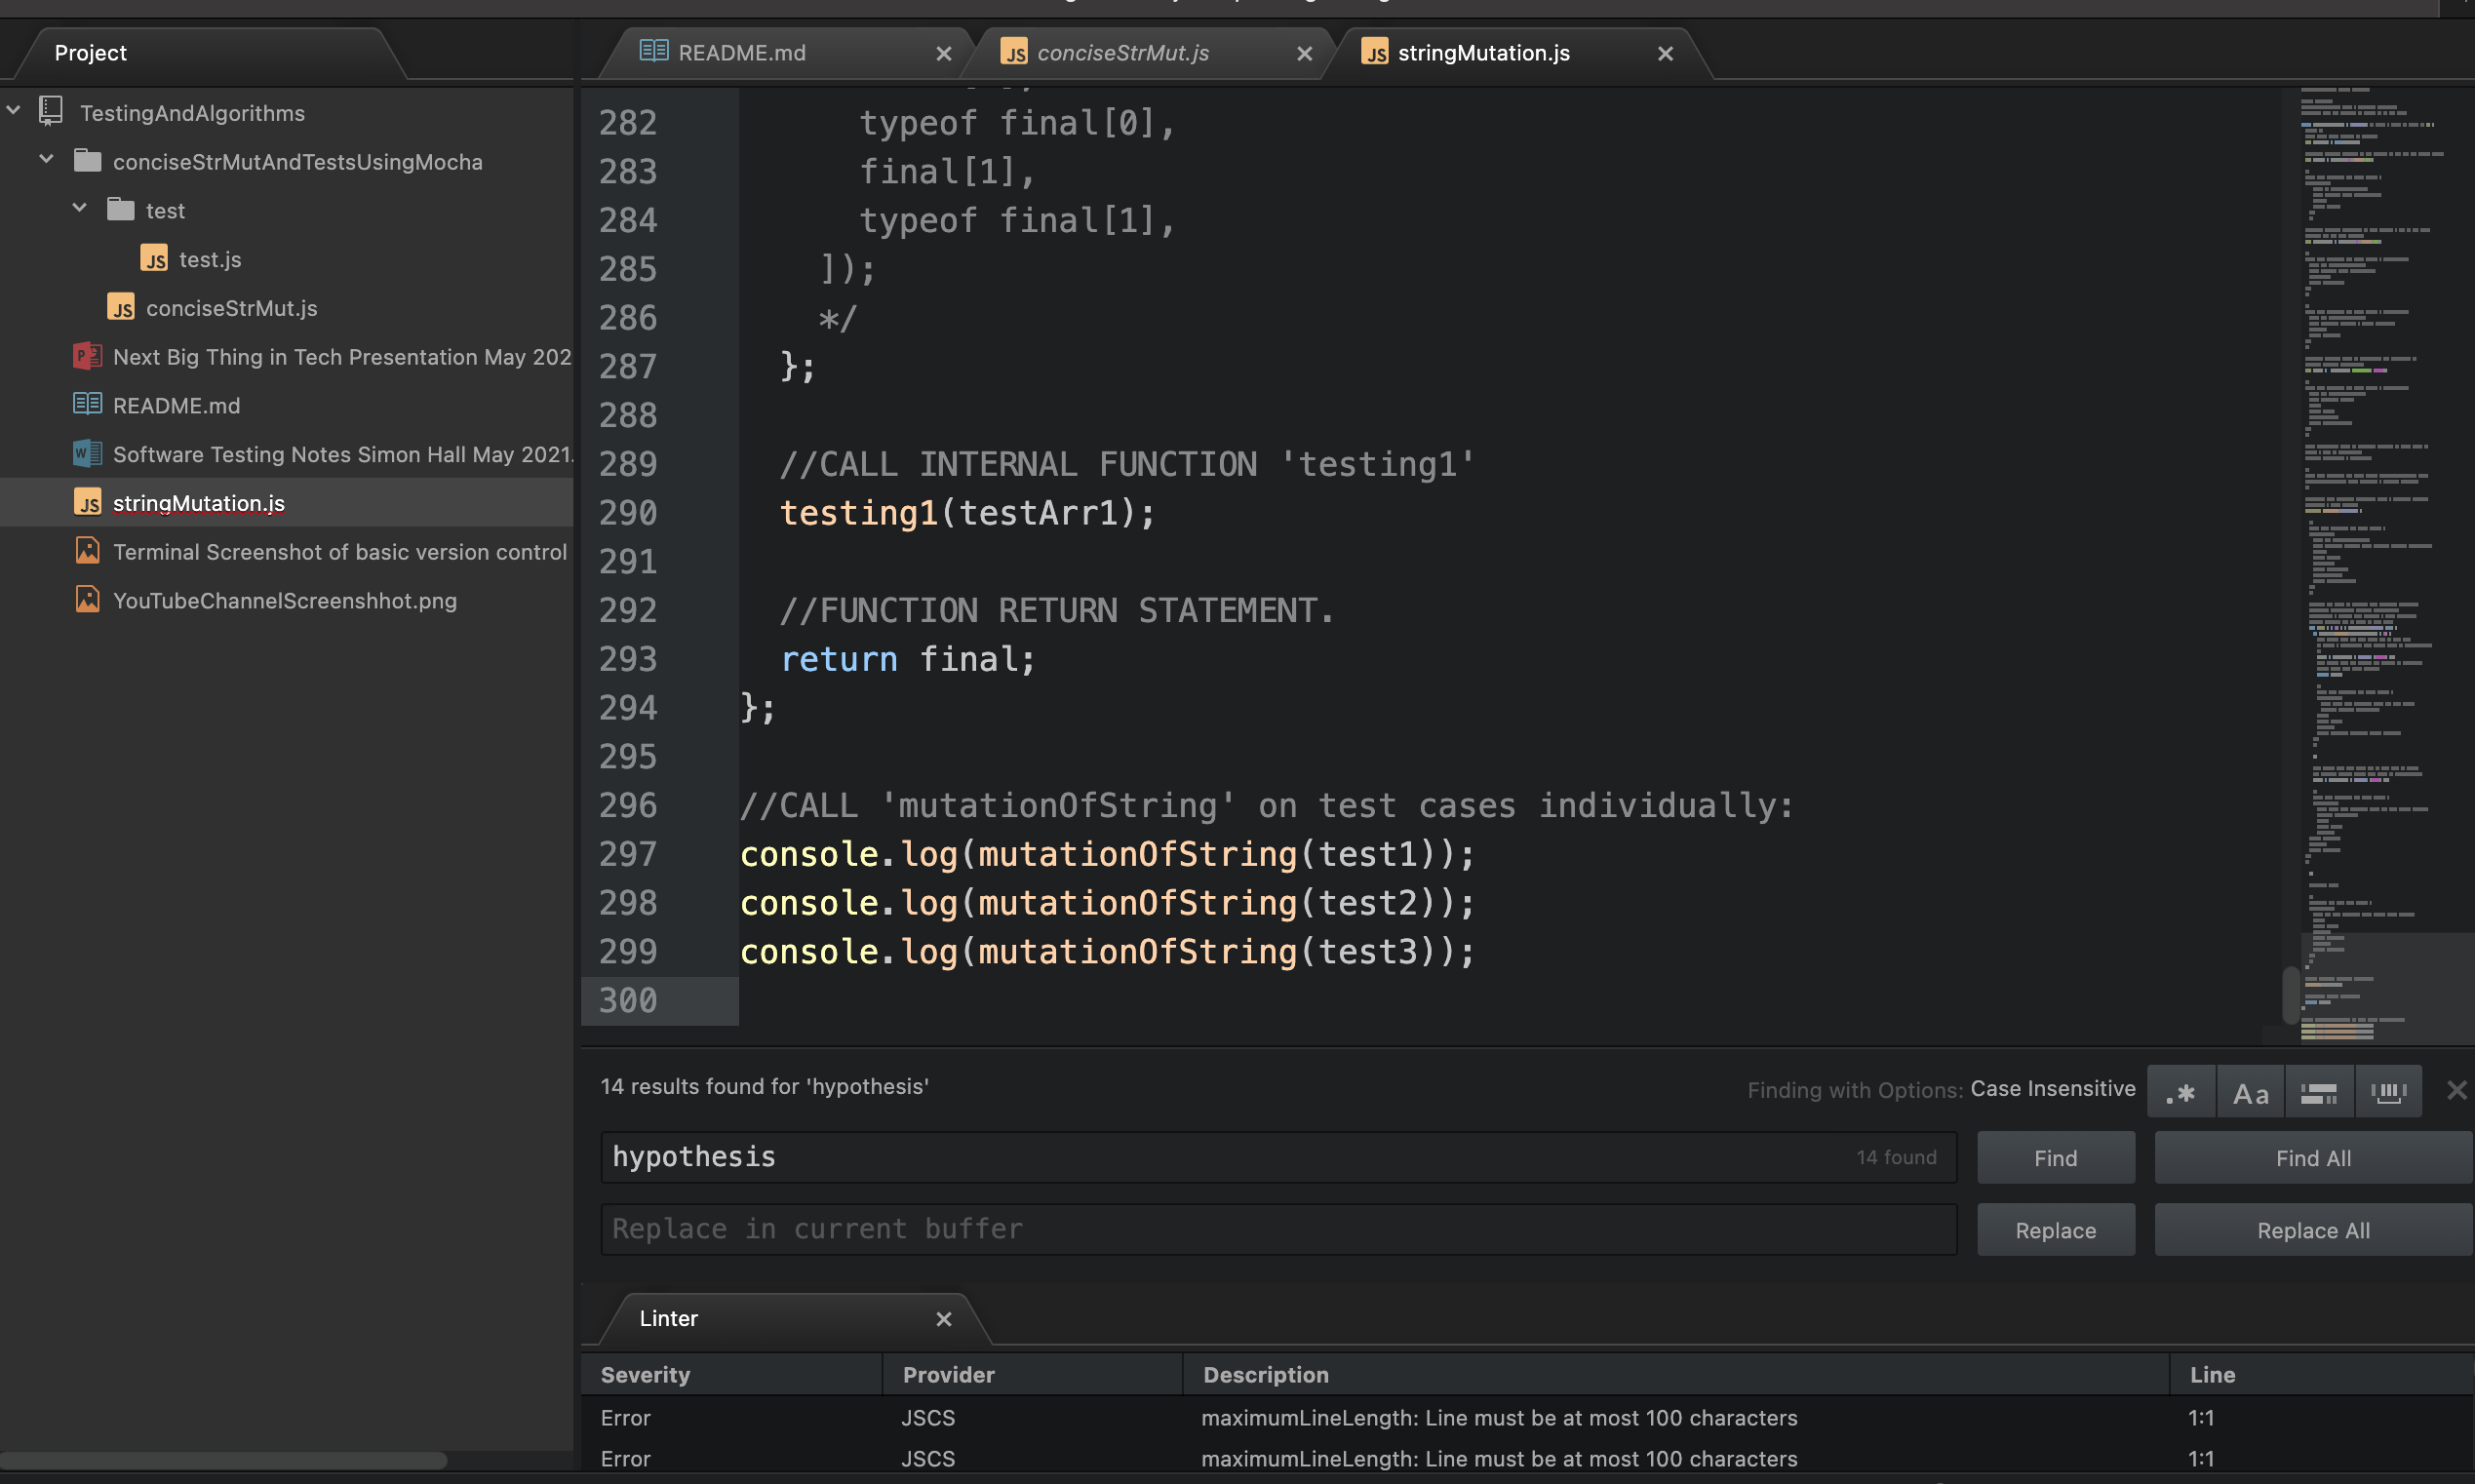 Project
TestingAndAlgorithms
conciseStrMutAndTestsUsingMocha
test
test.js
conciseStrMut.js
Next Big Thing in Tech Presentation May 202
README.md
Software Testing Notes Simon Hall May 2021.
stringMutation.js
Terminal Screenshot of basic version control
YouTubeChannelScreenshhot.png
README.md
conciseStrMut.js
stringMutation.js
282 typeof final[0],
283 final[1],
284 typeof final[1],
285 ]);
286 */
287 };
288
289 //CALL INTERNAL FUNCTION 'testing1'
290 testing1(testArr1);
291
292 //FUNCTION RETURN STATEMENT.
293 return final;
294 };
295
296 //CALL 'mutationOfString' on test cases individually:
297 console.log(mutationOfString(test1));
298 console.log(mutationOfString(test2));
299 console.log(mutationOfString(test3));
300
14 results found for 'hypothesis'
Finding with Options: Case Insensitive
.* Aa
hypothesis 14 found
Find Find All
Replace in current buffer
Replace Replace All
Linter
Severity Provider Description Line
Error JSCS maximumLineLength: Line must be at most 100 characters 1:1
Error JSCS maximumLineLength: Line must be at most 100 characters 1:1